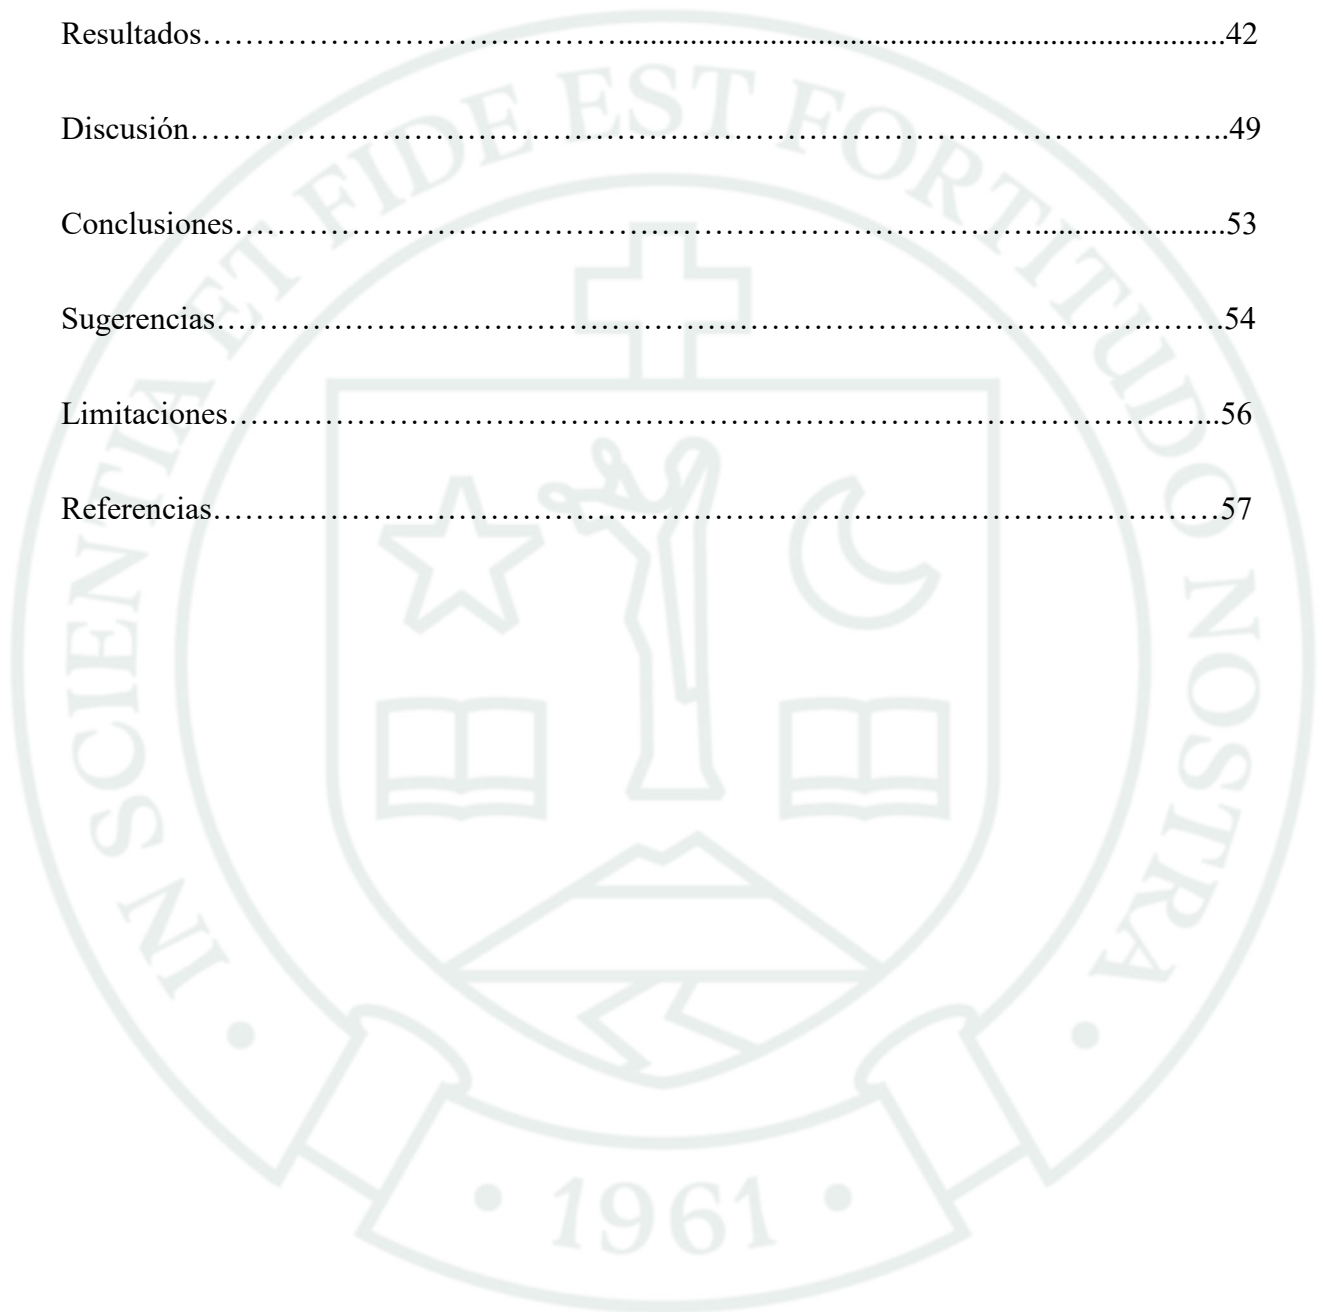 Resultados…………………………………….............................................................................42
Discusión…………………………………………………………………………………………………..49
Conclusiones………………………………………………………………………….......................53
Sugerencias…………………………………………………………………………………….…….54
Limitaciones…………………………………………………………………………………….…...56
Referencias……………………………………………………………………………….…….……57
IN SCIENTIA ET FIDE EST FORTITUDO NOSTRA
• 1961 •